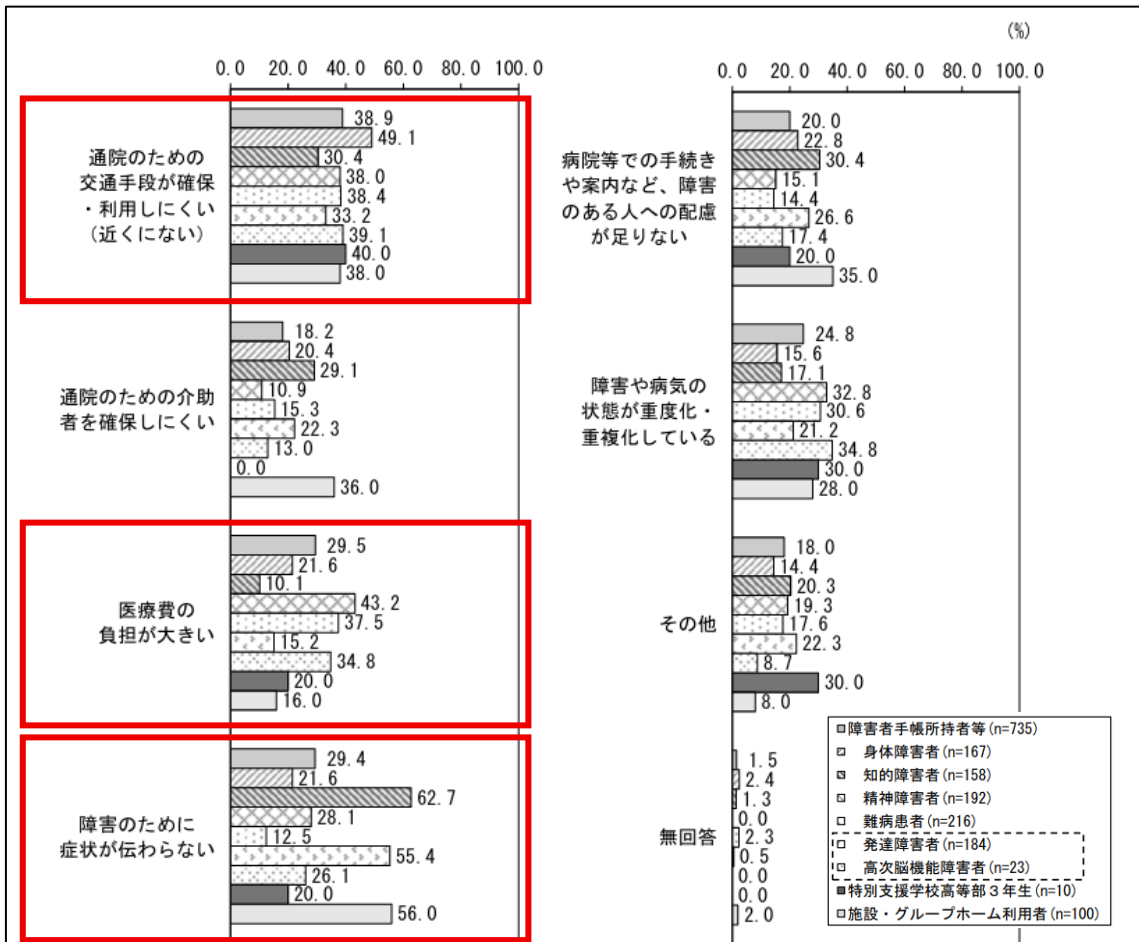 (%)
0.0 20.0 40.0 60.0 80.0 100.0
通院のための
交通手段が確保
・利用しにくい
(近くにない)
38.9
49.1
30.4
38.0
38.4
33.2
39.1
40.0
38.0
通院のための介助
者を確保しにくい
18.2
20.4
29.1
10.9
15.3
22.3
13.0
0.0
36.0
医療費の
負担が大きい
29.5
21.6
10.1
43.2
37.5
15.2
34.8
20.0
16.0
障害のために
症状が伝わらない
29.4
21.6
62.7
28.1
12.5
55.4
26.1
20.0
56.0
0.0 20.0 40.0 60.0 80.0 100.0
病院等での手続き
や案内など、障害
のある人への配慮
が足りない
20.0
22.8
30.4
15.1
14.4
26.6
17.4
20.0
35.0
障害や病気の
状態が重度化・
重複化している
24.8
15.6
17.1
32.8
30.6
21.2
34.8
30.0
28.0
その他
18.0
14.4
20.3
19.3
17.6
22.3
8.7
30.0
8.0
無回答
1.5
2.4
1.3
0.0
2.3
0.5
0.0
0.0
2.0
障害者手帳所持者等(n=735)
身体障害者(n=167)
知的障害者(n=158)
精神障害者(n=192)
難病患者(n=216)
発達障害者(n=184)
高次脳機能障害者(n=23)
特別支援学校高等部3年生(n=10)
施設・グループホーム利用者(n=100)